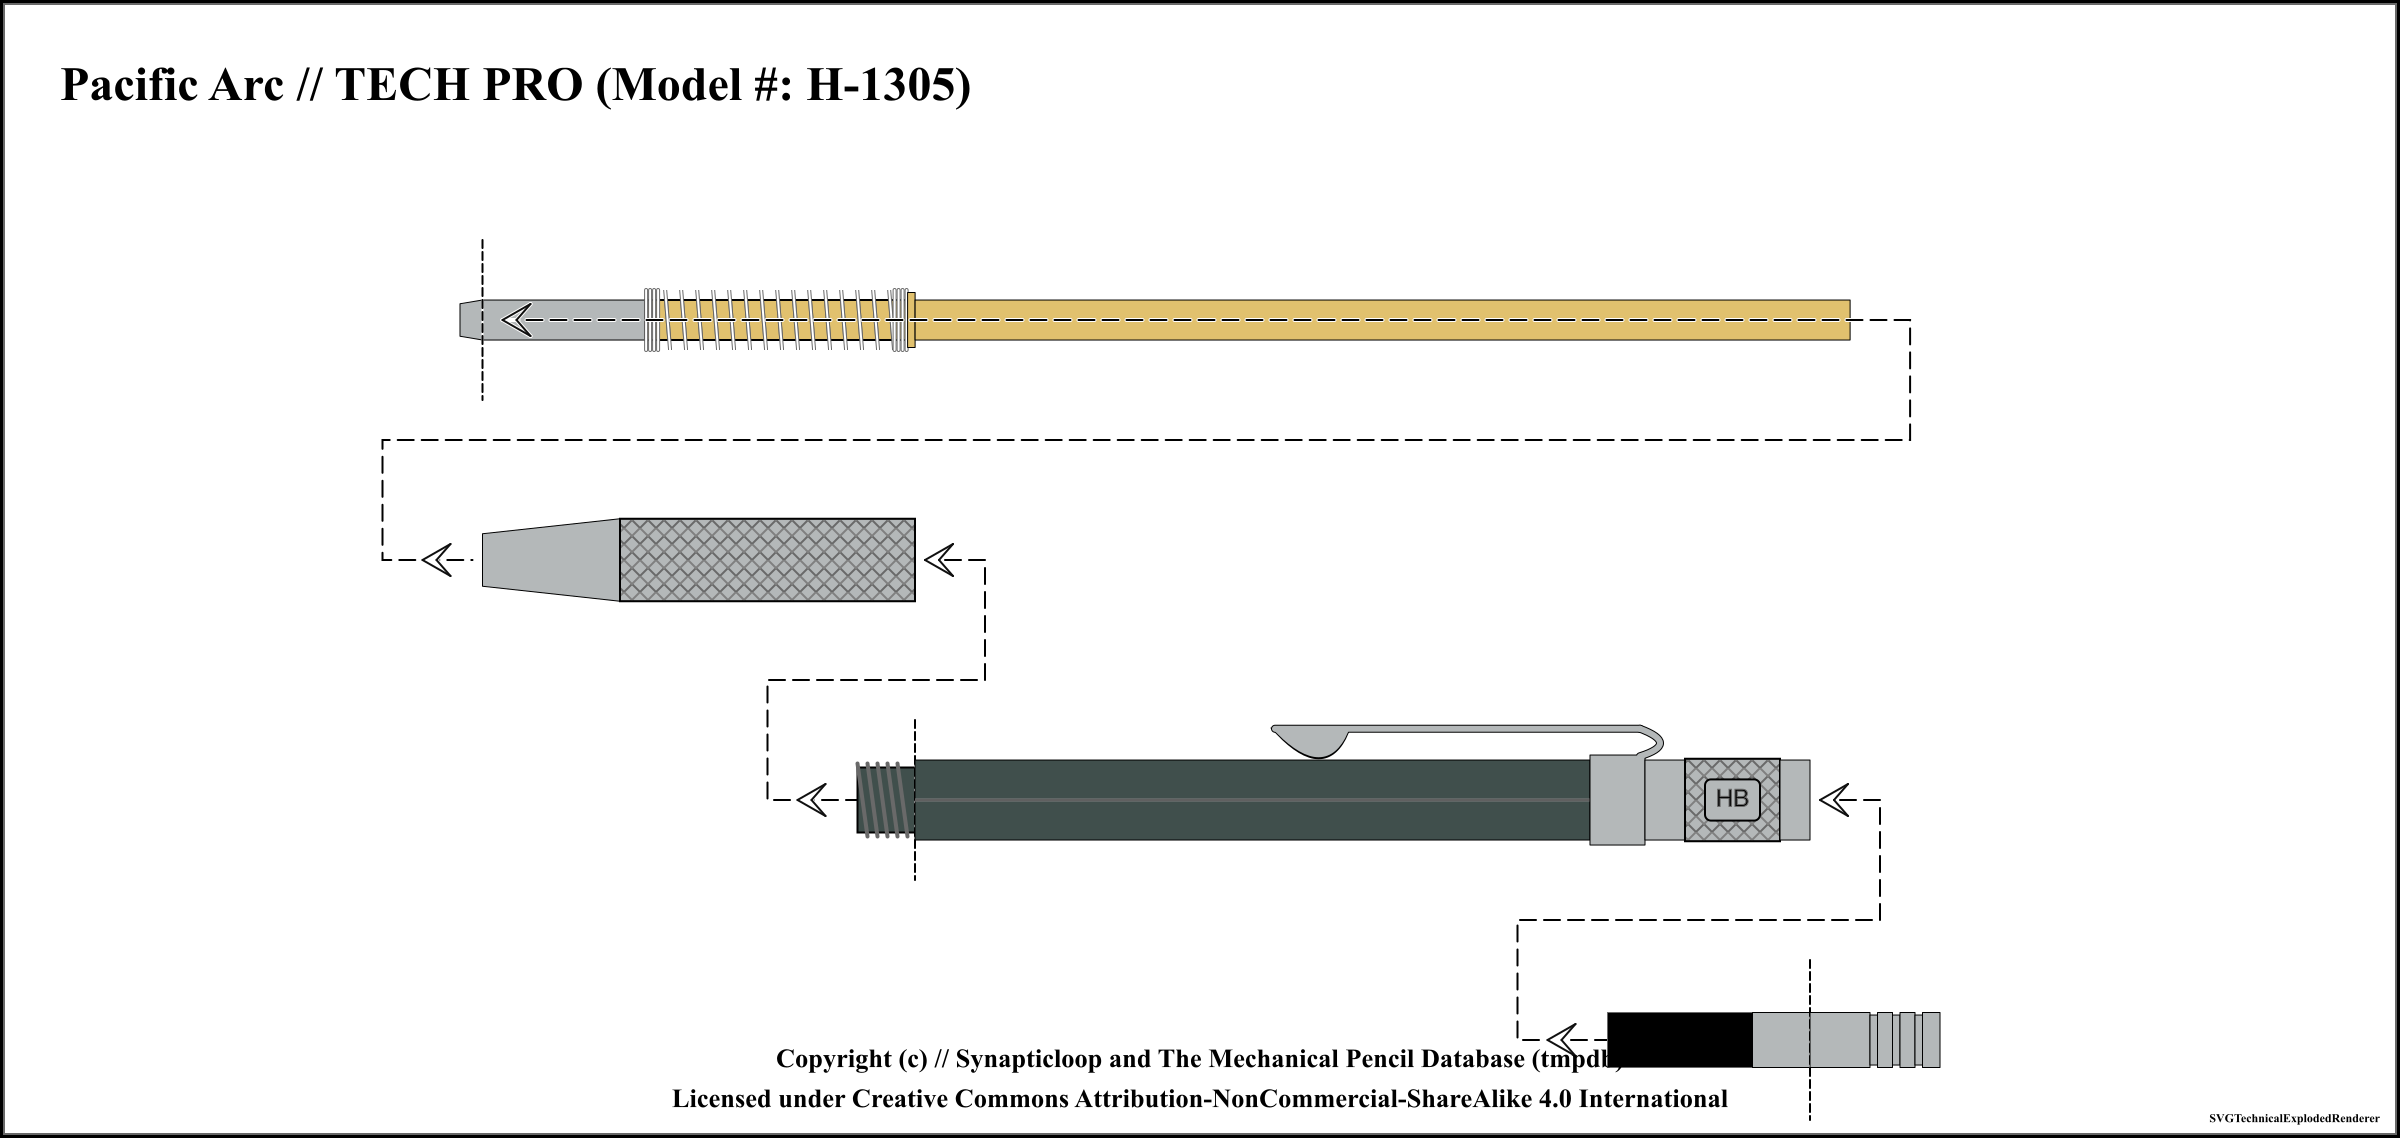 Pacific Arc // TECH PRO (Model #: H-1305)
HB
Copyright (c) // Synapticloop and The Mechanical Pencil Database (tmpdb)
Licensed under Creative Commons Attribution-NonCommercial-ShareAlike 4.0 International
SVGTechnicalExplodedRenderer